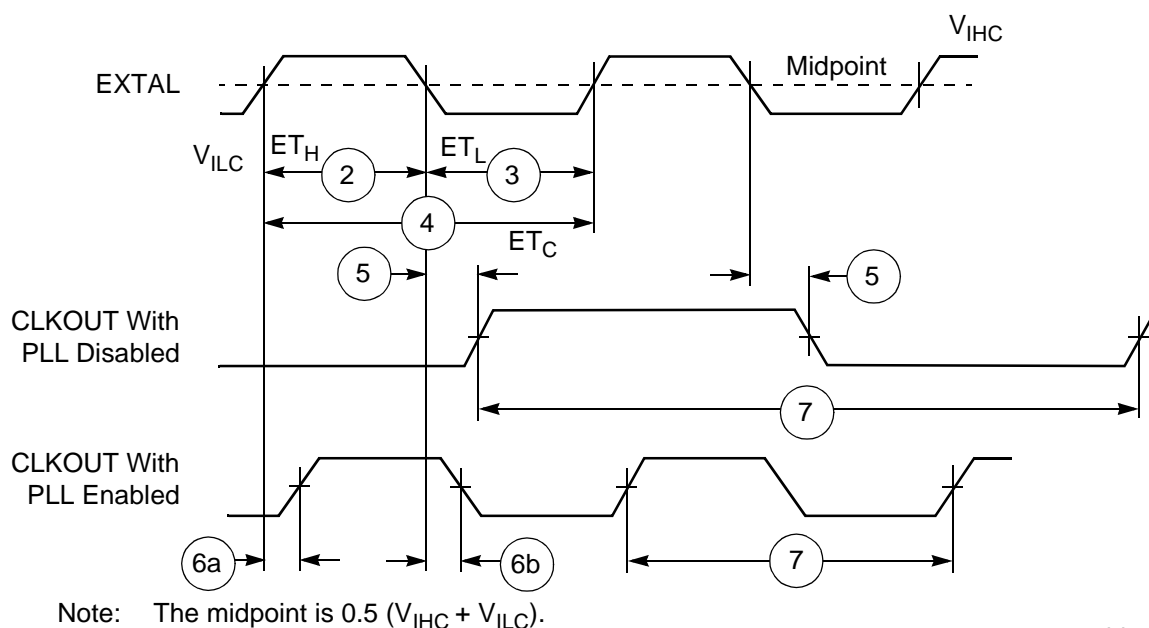 V_IHC
EXTAL
Midpoint
V_ILC
ET_H
2
ET_L
3
4
ET_C
5
5
CLKOUT With
PLL Disabled
7
CLKOUT With
PLL Enabled
6a
6b
7
Note: The midpoint is 0.5 (V_IHC + V_ILC).